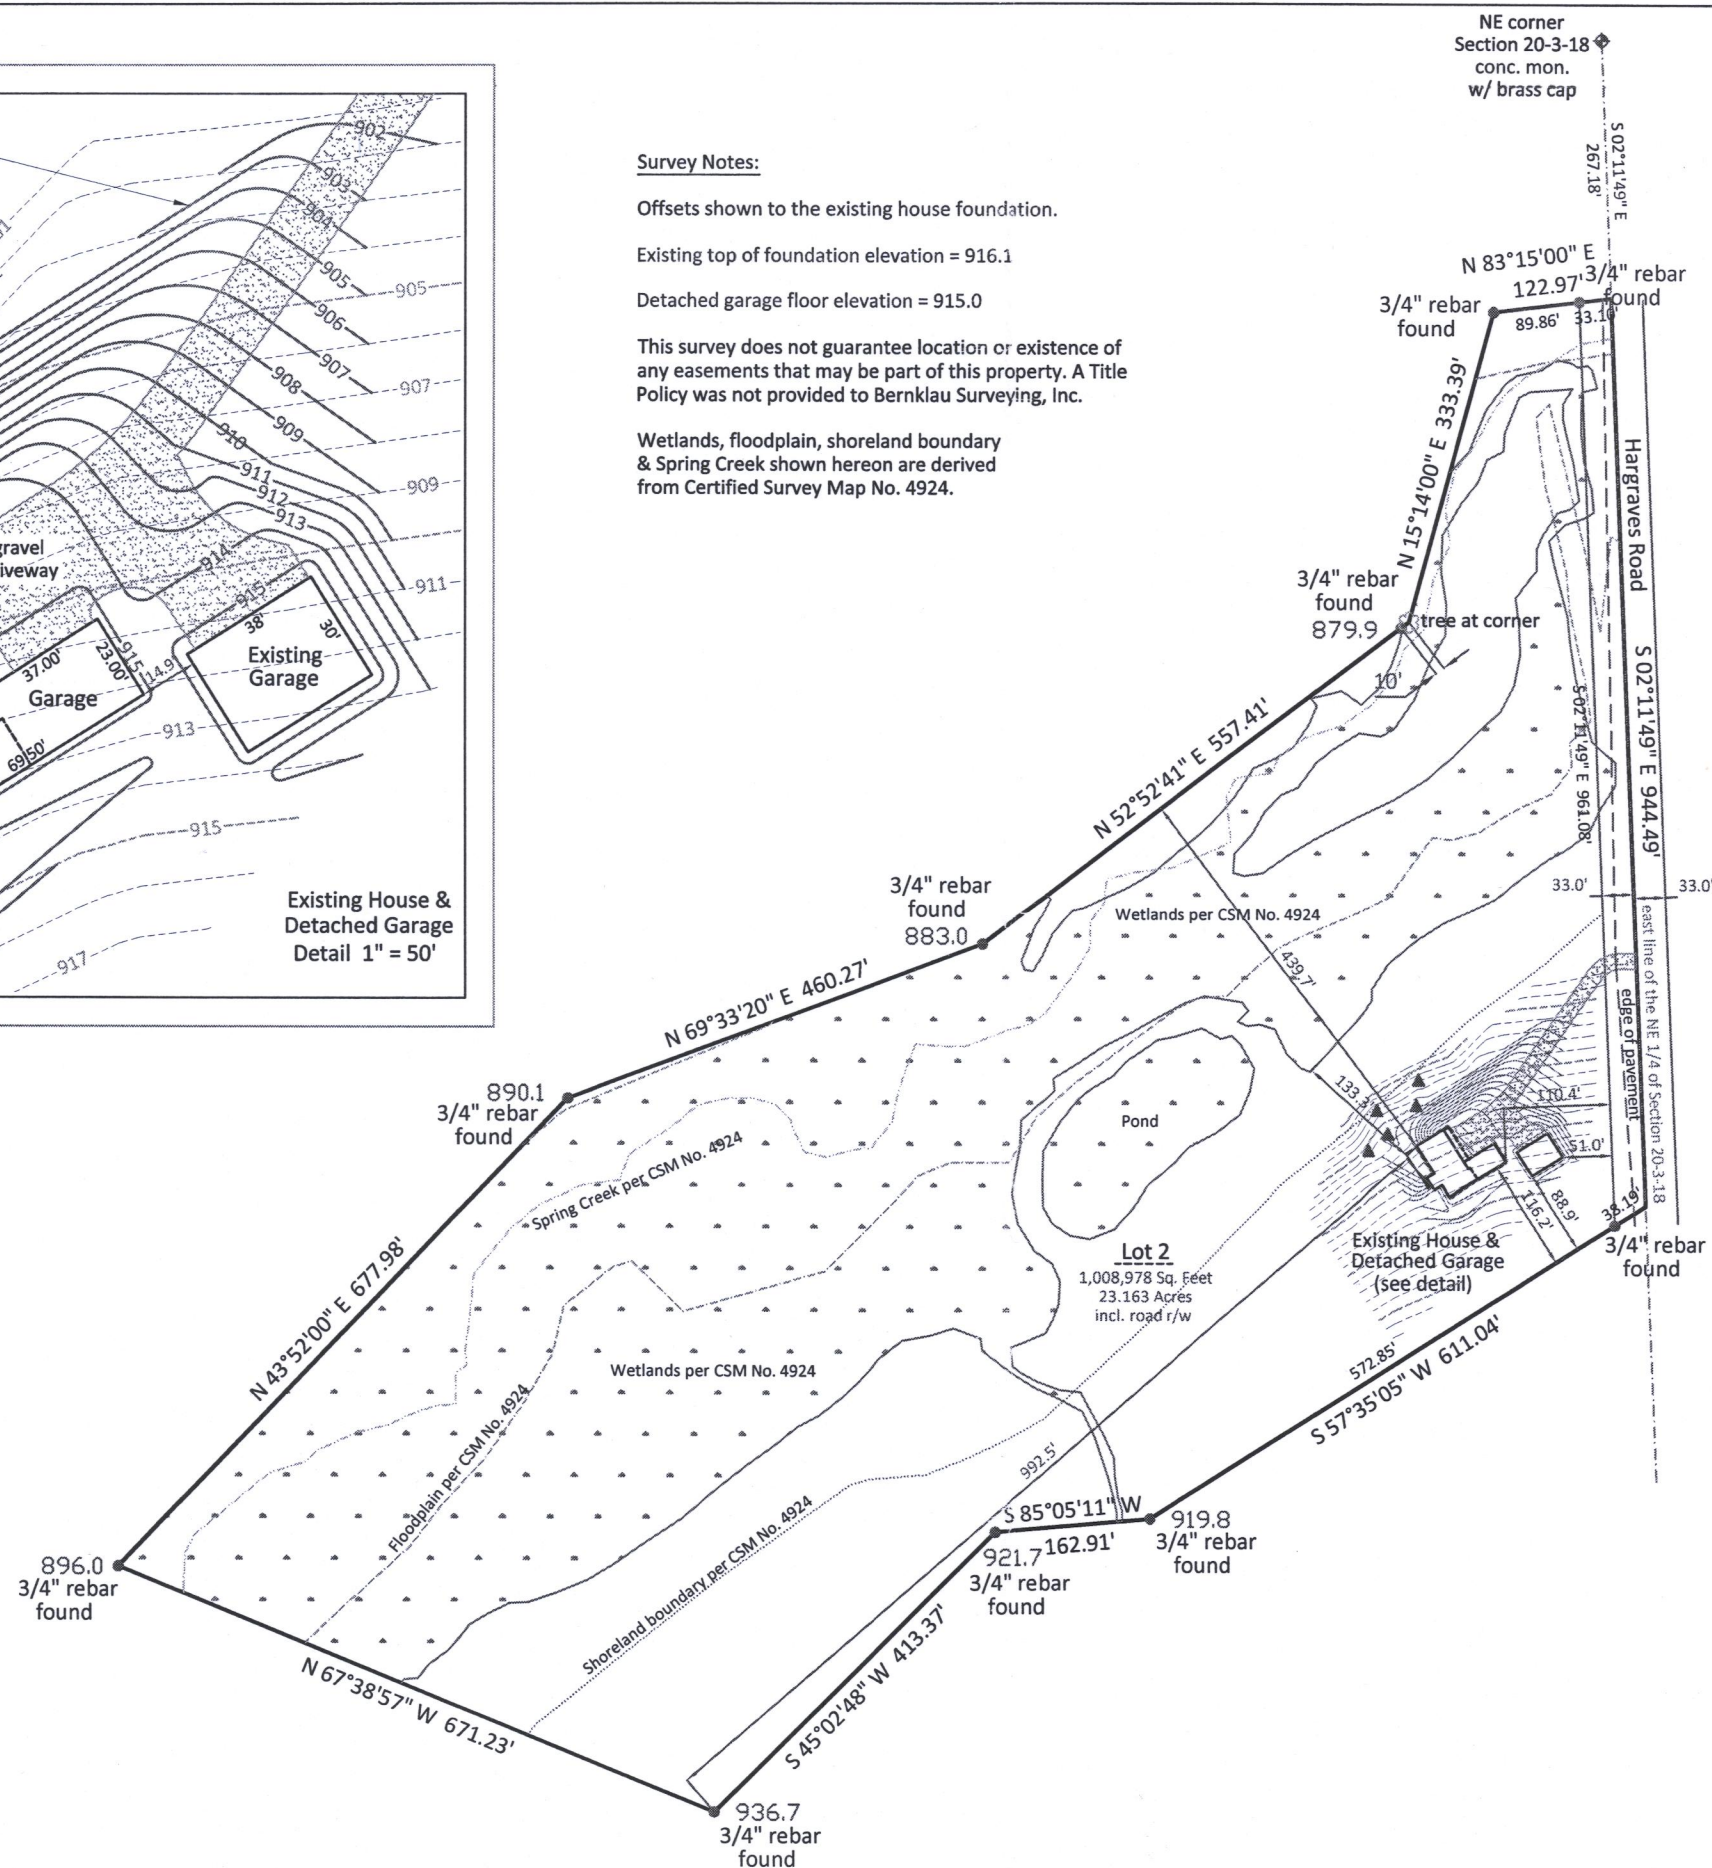 NE corner
Section 20-3-18
conc. mon.
w/ brass cap
S 02°11'49" E
267.18'
Survey Notes:
Offsets shown to the existing house foundation.
Existing top of foundation elevation = 916.1
Detached garage floor elevation = 915.0
This survey does not guarantee location or existence of
any easements that may be part of this property. A Title
Policy was not provided to Bernklau Surveying, Inc.
Wetlands, floodplain, shoreland boundary
& Spring Creek shown hereon are derived
from Certified Survey Map No. 4924.
902
903
904
905
905
906
907
907
908
909
909
910
911
911
912
913
914
915
915
913
915
917
gravel
iveway
37.00'
23.00'
14.9'
Garage
69.50'
38'
30'
Existing
Garage
Existing House &
Detached Garage
Detail 1" = 50'
N 83°15'00" E
122.97'
3/4" rebar
found
89.86'
33.10'
3/4" rebar
found
N 15°14'00" E 333.39'
Hargraves Road
3/4" rebar
found
879.9
tree at corner
10'
S 02°11'49" E 961.08'
S 02°11'49" E 944.49'
N 52°52'41" E 557.41'
33.0'
33.0'
3/4" rebar
found
883.0
Wetlands per CSM No. 4924
439.7'
east line of the NE 1/4 of Section 20-3-18
edge of pavement
N 69°33'20" E 460.27'
890.1
3/4" rebar
found
133.3'
110.4'
51.0'
Pond
Spring Creek per CSM No. 4924
116.2'
88.9'
38.19'
3/4" rebar
found
Existing House &
Detached Garage
(see detail)
Lot 2
1,008,978 Sq. Feet
23.163 Acres
incl. road r/w
N 43°52'00" E 677.98'
Wetlands per CSM No. 4924
572.85'
S 57°35'05" W 611.04'
Floodplain per CSM No. 4924
992.5'
Shoreland boundary per CSM No. 4924
S 85°05'11" W
162.91'
919.8
3/4" rebar
found
921.7
3/4" rebar
found
896.0
3/4" rebar
found
N 67°38'57" W 671.23'
S 45°02'48" W 413.37'
936.7
3/4" rebar
found